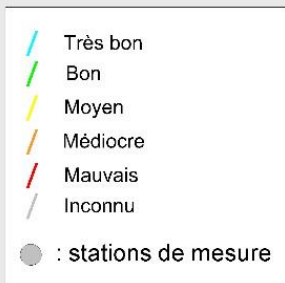 Très bon
Bon
Moyen
Médiocre
Mauvais
Inconnu
: stations de mesure